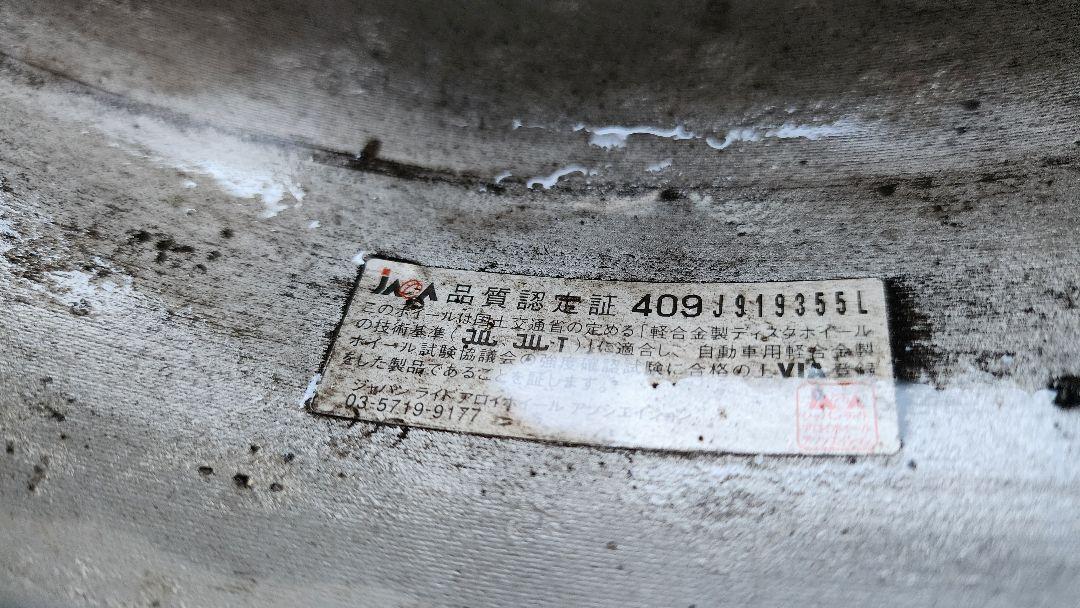 JAWA 品質認定証 409 J919355L
このホイールは国土交通省の定める「軽合金製ディスクホイール
の技術基準(JWL・JWL-T)」に適合し、自動車用軽合金製
ホイール試験協議会の強度確認試験に合格の上VIA登録
をした製品であることを証します。
ジャパン ライト アロイホイール アソシエイション
03-5719-9177